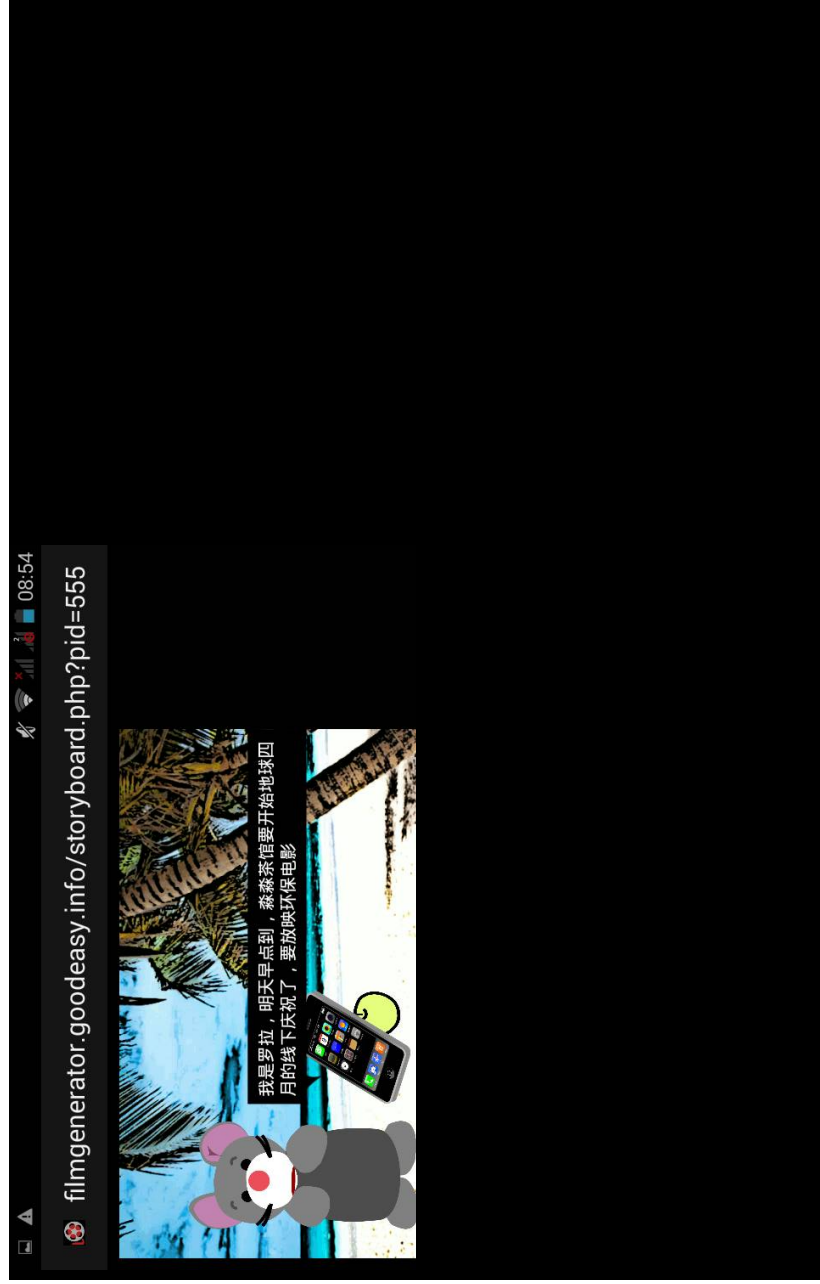 08:54
filmgenerator.goodeasy.info/storyboard.php?pid=555
我是罗拉，明天早点到，森森茶馆要开始地球四
月的线下庆祝了，要放映环保电影